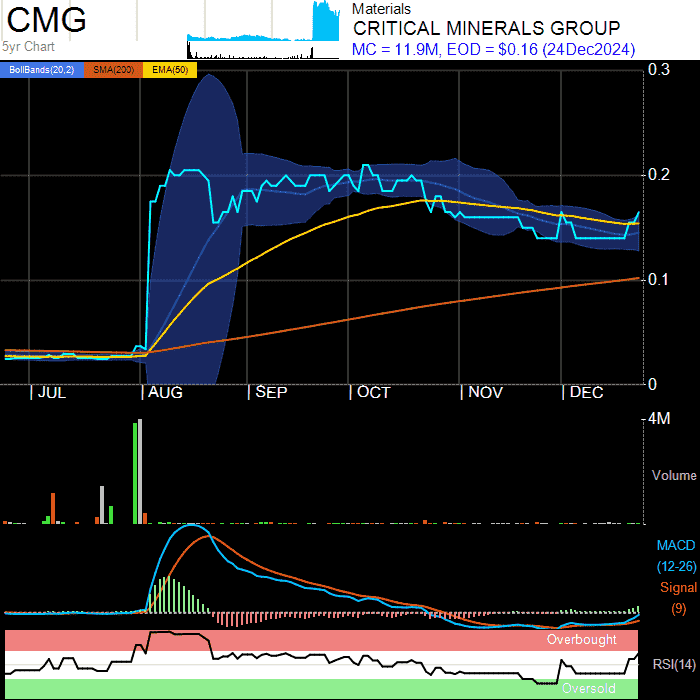 CMG
5yr Chart
Materials
CRITICAL MINERALS GROUP
MC = 11.9M, EOD = $0.16 (24Dec2024)
BollBands(20,2) SMA(200) EMA(50)
0.3
0.2
0.1
0
JUL AUG SEP OCT NOV DEC
4M
Volume
MACD
(12-26)
Signal
(9)
Overbought
RSI(14)
Oversold